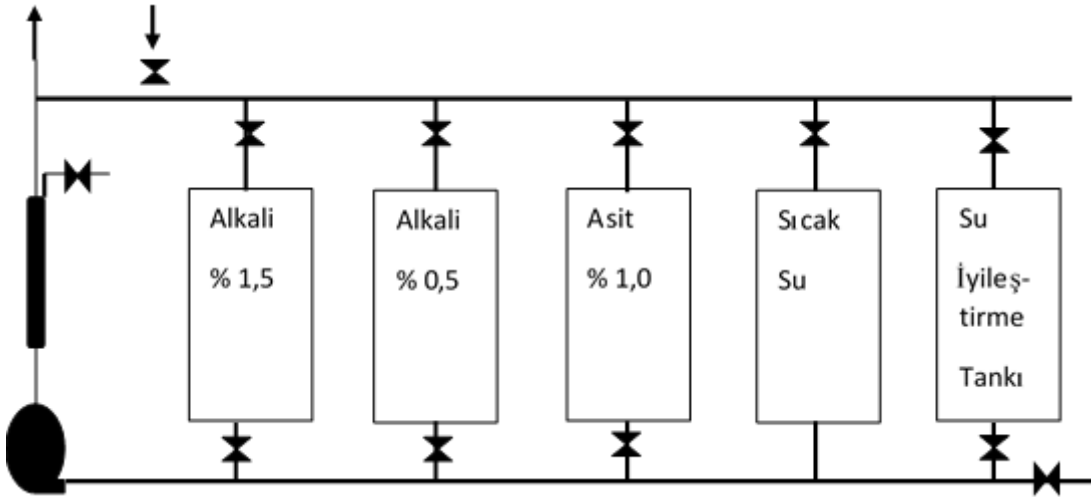 Alkali
% 1,5
Alkali
% 0,5
Asit
% 1,0
Sıcak
Su
Su
İyileş-
tirme
Tankı